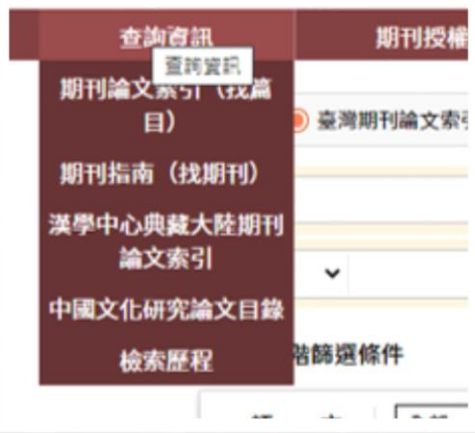 查詢資訊
期刊授權
查詢資訊
期刊論文索引（找篇
目）
臺灣期刊論文索
期刊指南（找期刊）
漢學中心典藏大陸期刊
論文索引
中國文化研究論文目錄
階篩選條件
檢索歷程